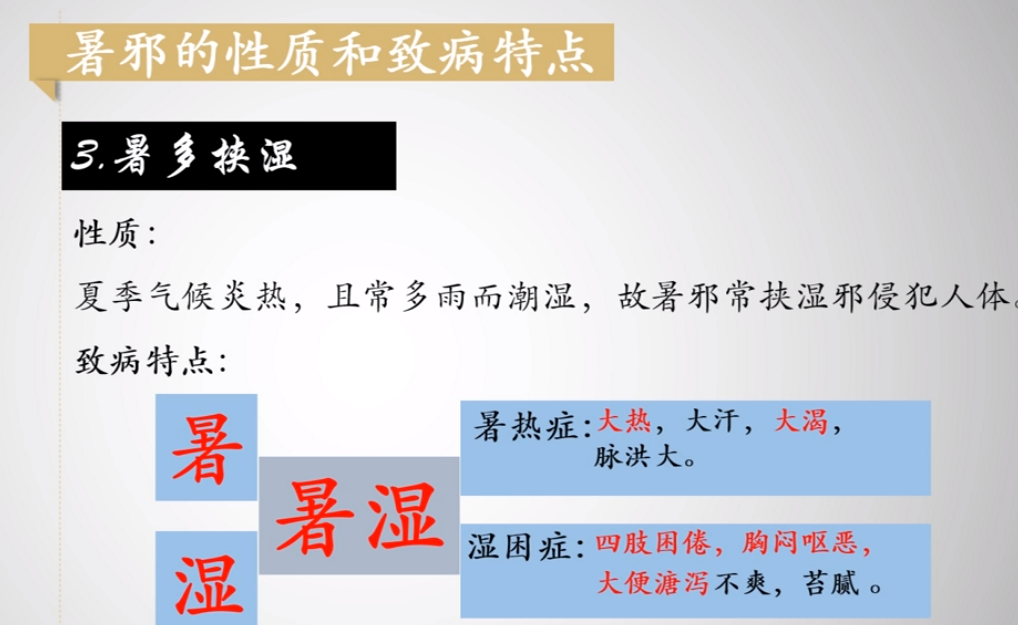 暑邪的性质和致病特点
3.暑多挟湿
性质：
夏季气候炎热，且常多雨而潮湿，故暑邪常挟湿邪侵犯人体。
致病特点：
暑
湿
暑湿
暑热症：大热，大汗，大渴，
脉洪大。
湿困症：四肢困倦，胸闷呕恶，
大便溏泻不爽，苔腻。